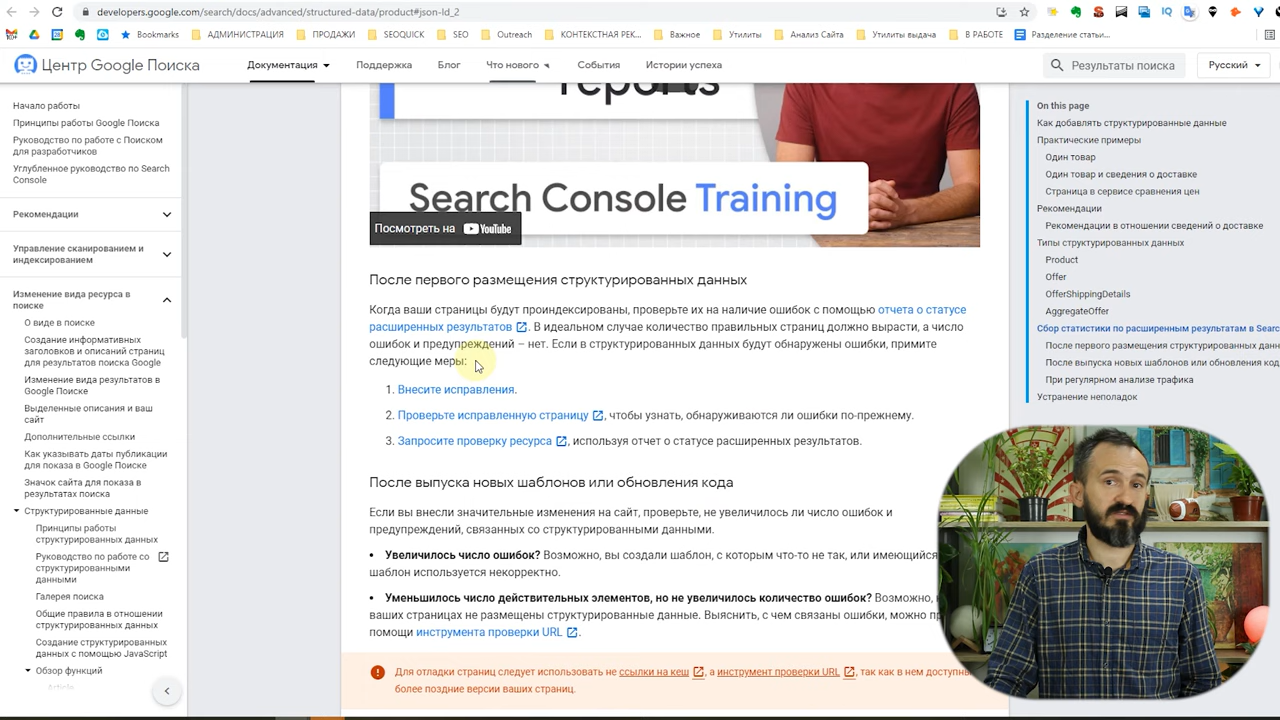 developers.google.com/search/docs/advanced/structured-data/product#json-ld_2
Bookmarks
АДМИНИСТРАЦИЯ
ПРОДАЖИ
SEOQUICK
SEO
Outreach
КОНТЕКСТНАЯ РЕК...
Важное
Утилиты
Анализ Сайта
Утилиты выдача
В РАБОТЕ
Разделение статьи...
Центр Google Поиска
Документация
Поддержка
Блог
Что нового
События
Истории успеха
Результаты поиска
Русский
Начало работы
Принципы работы Google Поиска
Руководство по работе с Поиском
для разработчиков
Углубленное руководство по Search
Console
Рекомендации
Управление сканированием и
индексированием
Изменение вида ресурса в
поиске
О виде в поиске
Создание информативных
заголовков и описаний страниц
для результатов поиска Google
Изменение вида результатов в
Google Поиске
Выделенные описания и ваш
сайт
Дополнительные ссылки
Как указывать даты публикации
для показа в Google Поиске
Значок сайта для показа в
результатах поиска
Структурированные данные
Принципы работы
структурированных данных
Руководство по работе со
структурированными
данными
Галерея поиска
Общие правила в отношении
структурированных данных
Создание структурированных
данных с помощью JavaScript
Обзор функций
Article
reports
Search Console Training
Посмотреть на YouTube
После первого размещения структурированных данных
Когда ваши страницы будут проиндексированы, проверьте их на наличие ошибок с помощью отчета о статусе
расширенных результатов. В идеальном случае количество правильных страниц должно вырасти, а число
ошибок и предупреждений – нет. Если в структурированных данных будут обнаружены ошибки, примите
следующие меры:
1. Внесите исправления.
2. Проверьте исправленную страницу, чтобы узнать, обнаруживаются ли ошибки по-прежнему.
3. Запросите проверку ресурса, используя отчет о статусе расширенных результатов.
После выпуска новых шаблонов или обновления кода
Если вы внесли значительные изменения на сайт, проверьте, не увеличилось ли число ошибок и
предупреждений, связанных со структурированными данными.
• Увеличилось число ошибок? Возможно, вы создали шаблон, с которым что-то не так, или имеющийся
шаблон используется некорректно.
• Уменьшилось число действительных элементов, но не увеличилось количество ошибок? Возможно,
ваших страницах не размещены структурированные данные. Выяснить, с чем связаны ошибки, можно пр
помощи инструмента проверки URL.
Для отладки страниц следует использовать не ссылки на кеш, а инструмент проверки URL, так как в нем доступны
более поздние версии ваших страниц.
On this page
Как добавлять структурированные данные
Практические примеры
Один товар
Один товар и сведения о доставке
Страница в сервисе сравнения цен
Рекомендации
Рекомендации в отношении сведений о доставке
Типы структурированных данных
Product
Offer
OfferShippingDetails
AggregateOffer
Сбор статистики по расширенным результатам в Searc
После первого размещения структурированных данн
После выпуска новых шаблонов или обновления код
При регулярном анализе трафика
Устранение неполадок